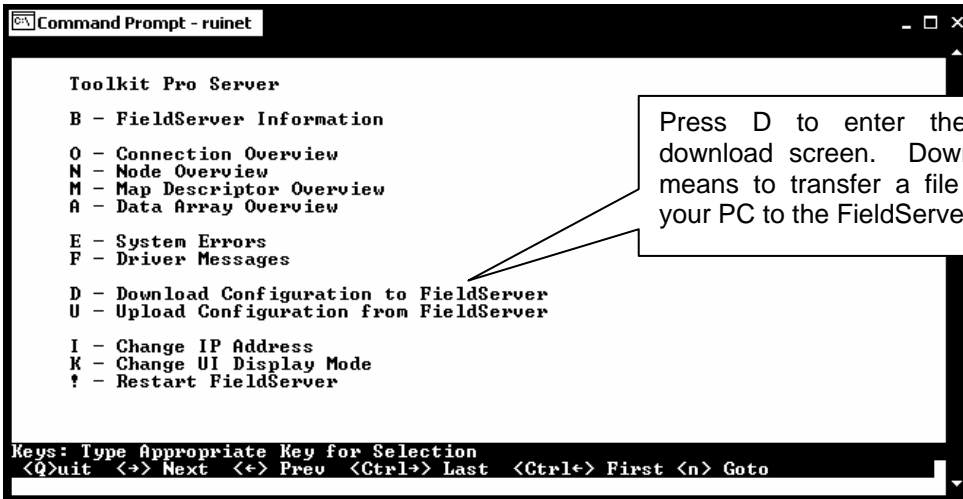 Command Prompt - ruinet
Toolkit Pro Server
B - FieldServer Information
O - Connection Overview
N - Node Overview
M - Map Descriptor Overview
A - Data Array Overview
E - System Errors
F - Driver Messages
D - Download Configuration to FieldServer
U - Upload Configuration from FieldServer
I - Change IP Address
K - Change UI Display Mode
! - Restart FieldServer
Press D to enter the
download screen. Down
means to transfer a file
your PC to the FieldServe
Keys: Type Appropriate Key for Selection
<Q>uit <→> Next <←> Prev <Ctrl→> Last <Ctrl←> First <n> Goto